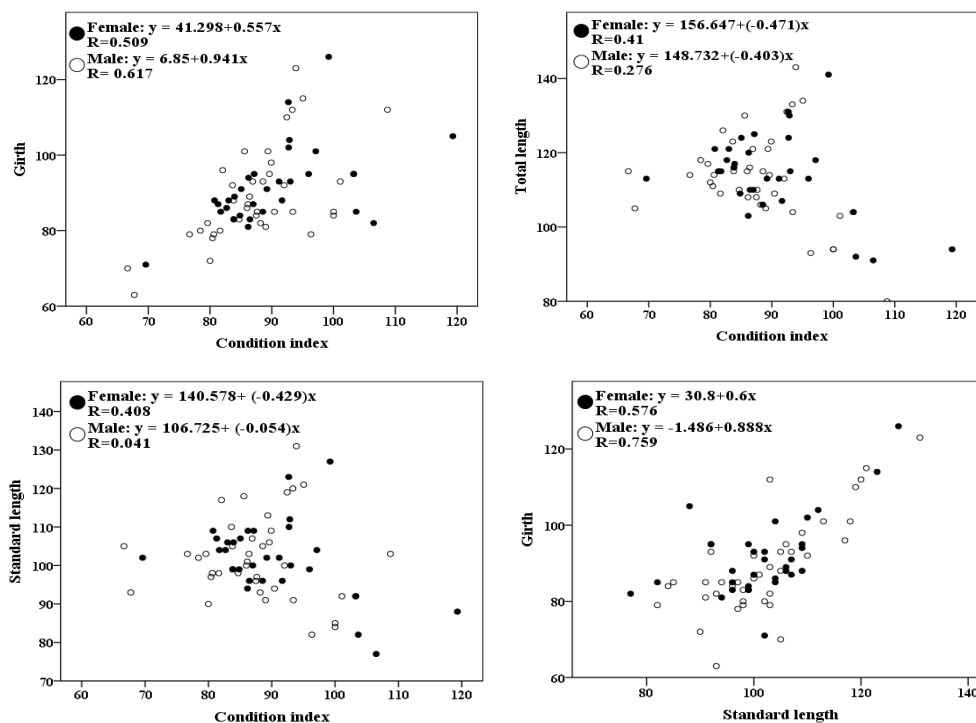 Female: y = 41.298+0.557x
R=0.509
Male: y = 6.85+0.941x
R= 0.617
120
100
80
60
Girth
60 70 80 90 100 110 120
Condition index
Female: y = 156.647+(-0.471)x
R=0.41
Male: y = 148.732+(-0.403)x
R=0.276
140
120
100
80
Total length
60 70 80 90 100 110 120
Condition index
Female: y = 140.578+ (-0.429)x
R=0.408
Male: y = 106.725+ (-0.054)x
R=0.041
140
130
120
110
100
90
80
70
Standard length
60 70 80 90 100 110 120
Condition index
Female: y = 30.8+0.6x
R=0.576
Male: y = -1.486+0.888x
R=0.759
120
100
80
60
Girth
80 100 120 140
Standard length